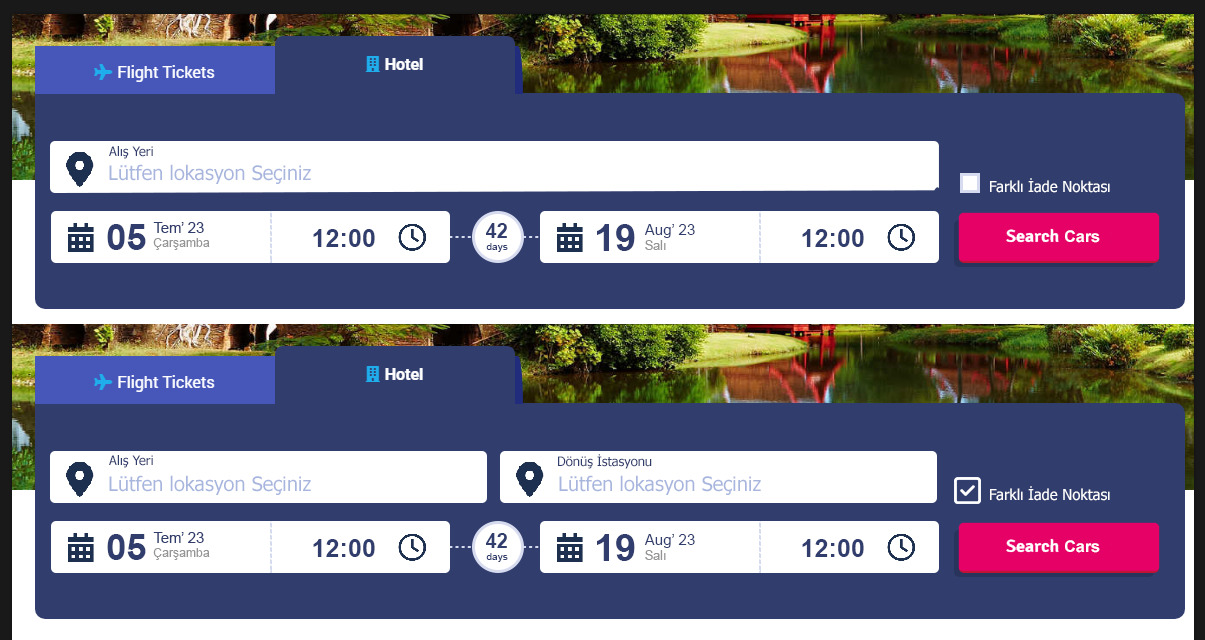 Flight Tickets
Hotel
Alış Yeri
Lütfen lokasyon Seçiniz
Farklı İade Noktası
05 Tem' 23 Çarşamba
12:00
42 days
19 Aug' 23 Salı
12:00
Search Cars
Flight Tickets
Hotel
Alış Yeri
Lütfen lokasyon Seçiniz
Dönüş İstasyonu
Lütfen lokasyon Seçiniz
Farklı İade Noktası
05 Tem' 23 Çarşamba
12:00
42 days
19 Aug' 23 Salı
12:00
Search Cars